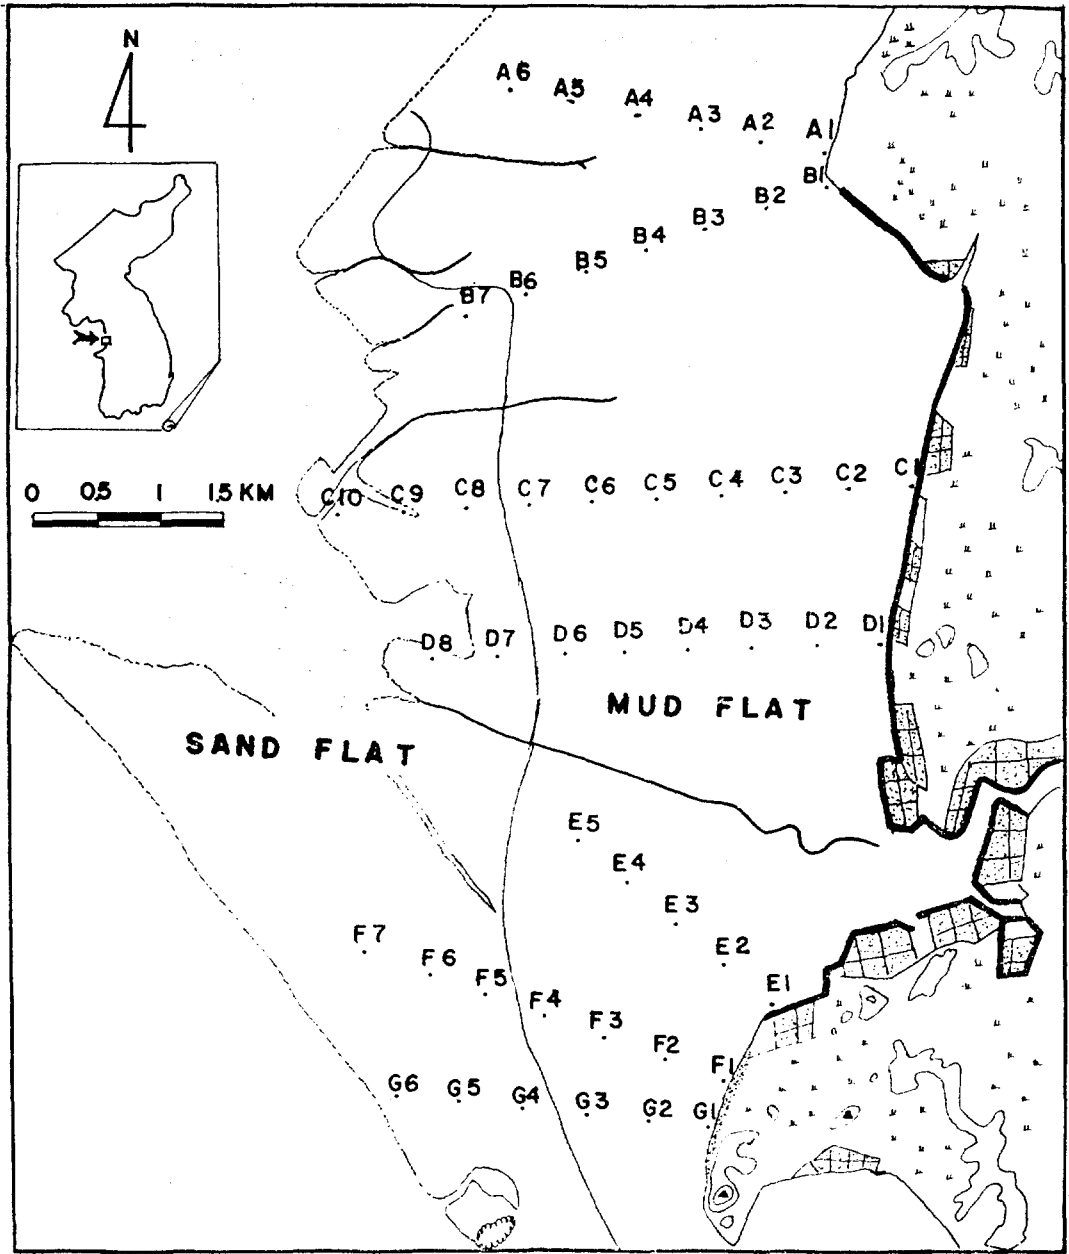 N
A6 A5 A4 A3 A2 A1
B1 B2 B3 B4 B5 B6 B7
0 0.5 1 1.5 KM
C10 C9 C8 C7 C6 C5 C4 C3 C2 C1
D8 D7 D6 D5 D4 D3 D2 D1
MUD FLAT
SAND FLAT
E5
E4
E3
E2
E1
F7
F6
F5
F4
F3
F2
F1
G6 G5 G4 G3 G2 G1